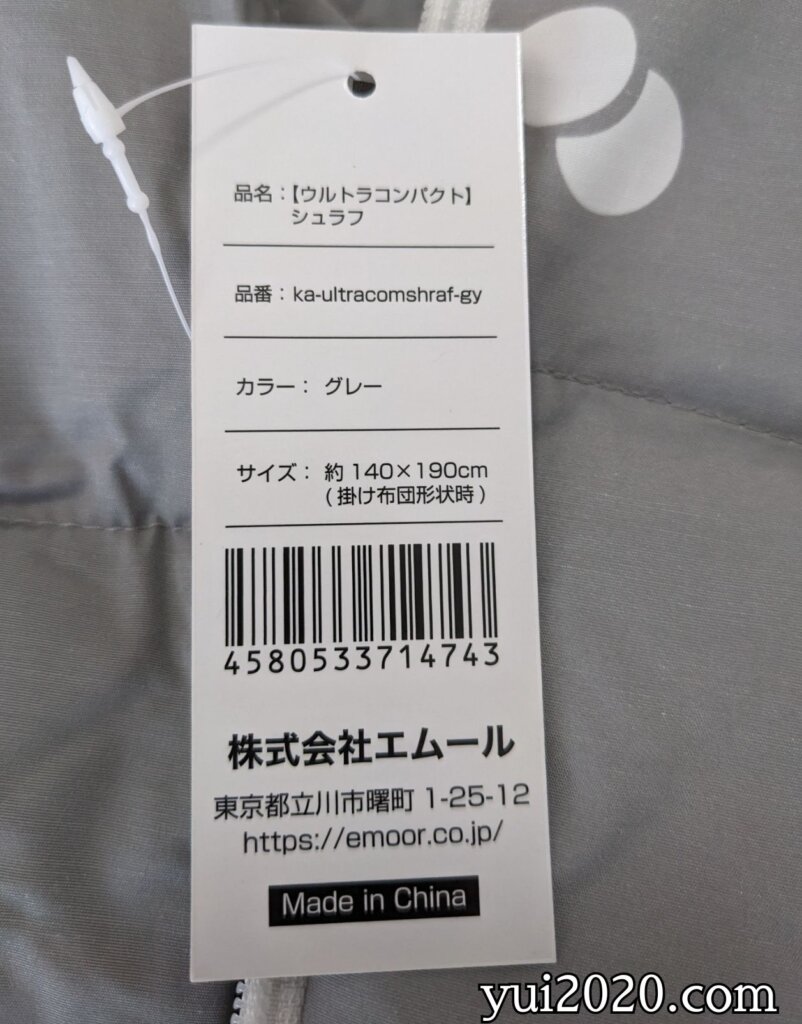 品名：【ウルトラコンパクト】
シュラフ
品番：ka-ultracomshraf-gy
カラー： グレー
サイズ： 約 140×190cm
( 掛け布団形状時 )
4580533714743
株式会社エムール
東京都立川市曙町 1-25-12
https://emoor.co.jp/
Made in China
yui2020.com